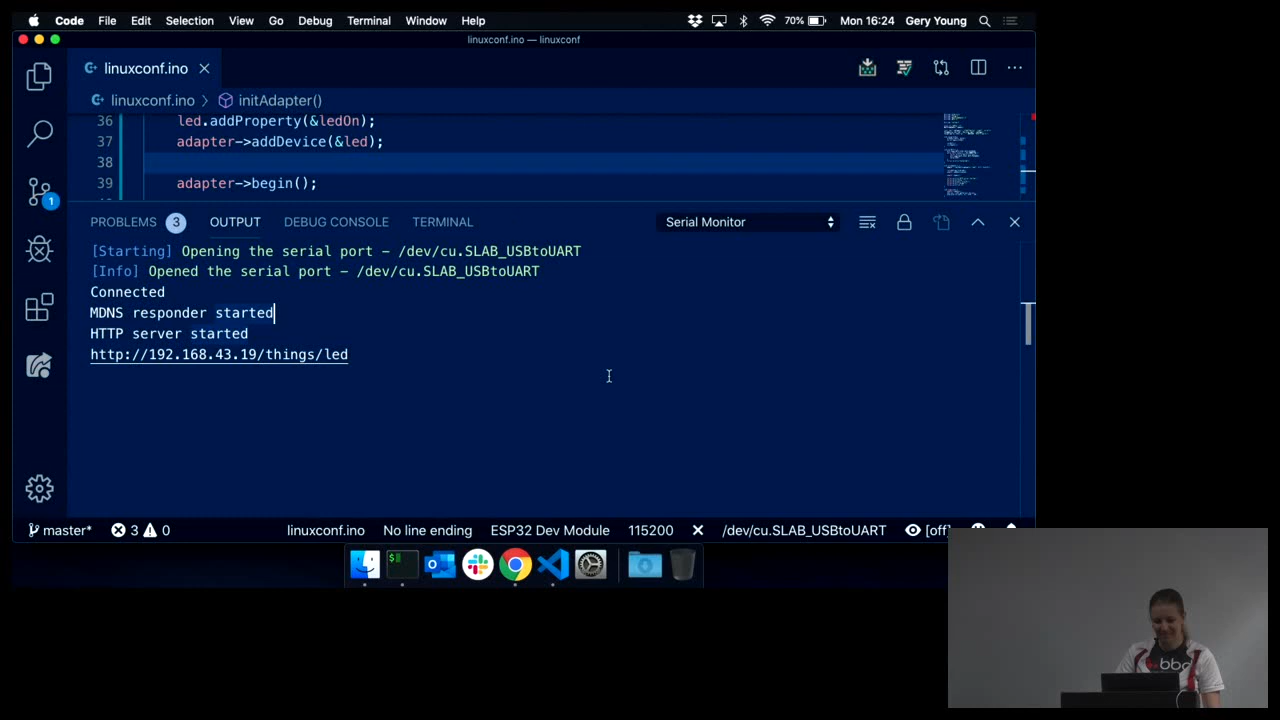 Code File Edit Selection View Go Debug Terminal Window Help 70% Mon 16:24 Gery Young
linuxconf.ino — linuxconf
linuxconf.ino
linuxconf.ino > initAdapter()
36 led.addProperty(&ledOn);
37 adapter->addDevice(&led);
38
39 adapter->begin();
PROBLEMS 3 OUTPUT DEBUG CONSOLE TERMINAL Serial Monitor
[Starting] Opening the serial port - /dev/cu.SLAB_USBtoUART
[Info] Opened the serial port - /dev/cu.SLAB_USBtoUART
Connected
MDNS responder started
HTTP server started
http://192.168.43.19/things/led
1
master* 3 0 linuxconf.ino No line ending ESP32 Dev Module 115200 /dev/cu.SLAB_USBtoUART [off]
bbc